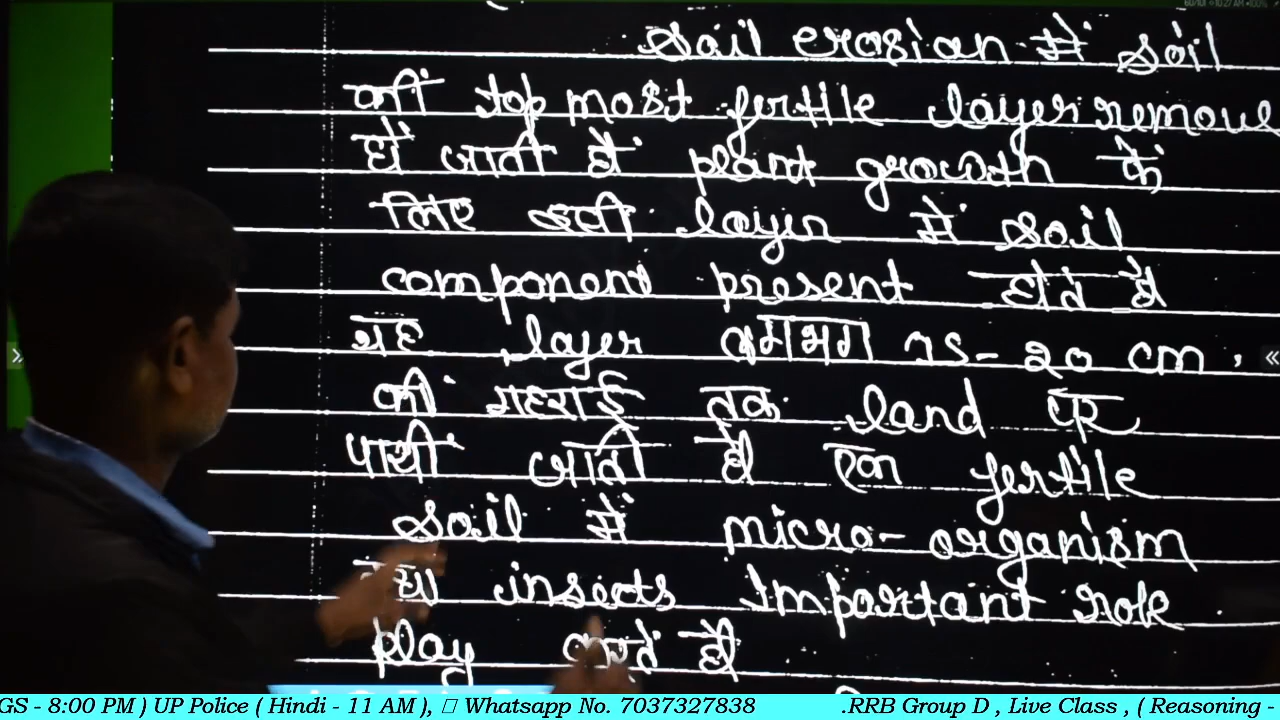 soil erosion में soil
की top most fertile layer remove
हो जाती है plant growth के
लिए इसी layer में soil
component present होते है
यह layer लगभग 15-20 cm.
की गहराई तक land पर
पायी जाती है एक fertile
soil में micro-organism
तथा insects Important role
play करते है
GS - 8:00 PM ) UP Police ( Hindi - 11 AM ), Whatsapp No. 7037327838 .RRB Group D , Live Class , ( Reasoning -